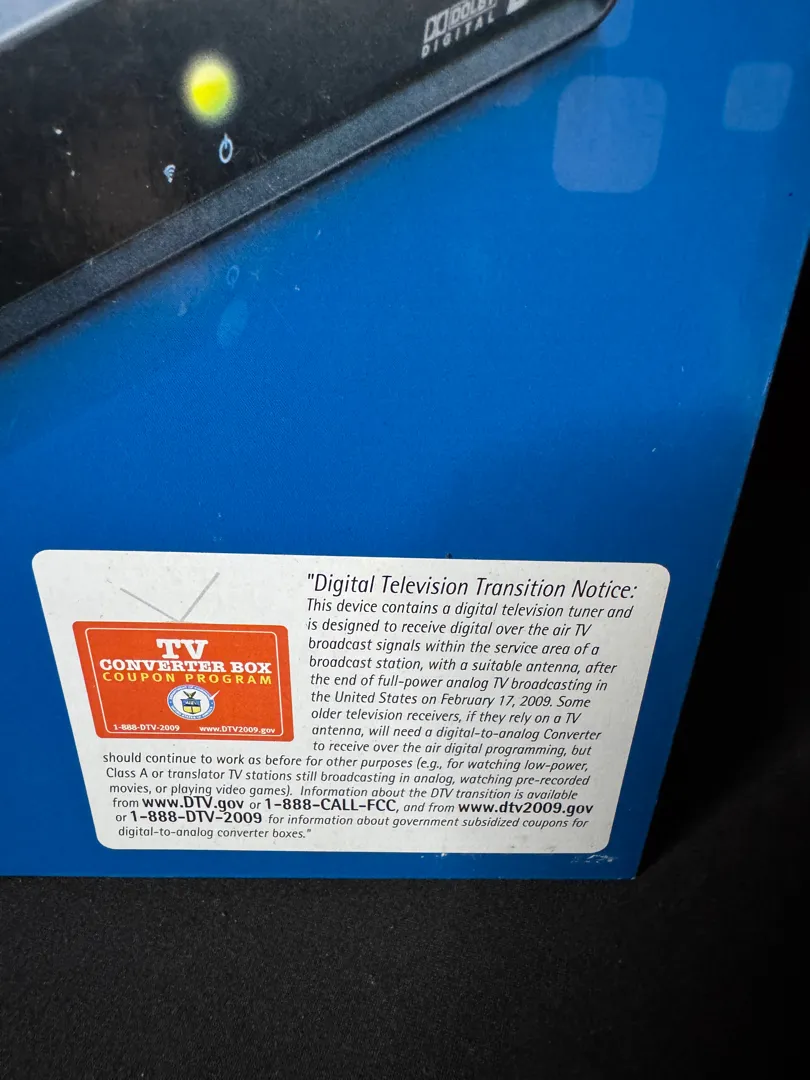 DOLBY
DIGITAL
"Digital Television Transition Notice:
This device contains a digital television tuner and
is designed to receive digital over the air TV
broadcast signals within the service area of a
broadcast station, with a suitable antenna, after
the end of full-power analog TV broadcasting in
the United States on February 17, 2009. Some
older television receivers, if they rely on a TV
antenna, will need a digital-to-analog Converter
to receive over the air digital programming, but
should continue to work as before for other purposes (e.g., for watching low-power,
Class A or translator TV stations still broadcasting in analog, watching pre-recorded
movies, or playing video games). Information about the DTV transition is available
from www.DTV.gov or 1-888-CALL-FCC, and from www.dtv2009.gov
or 1-888-DTV-2009 for information about government subsidized coupons for
digital-to-analog converter boxes."
TV
CONVERTER BOX
COUPON PROGRAM
1-888-DTV-2009 www.DTV2009.gov